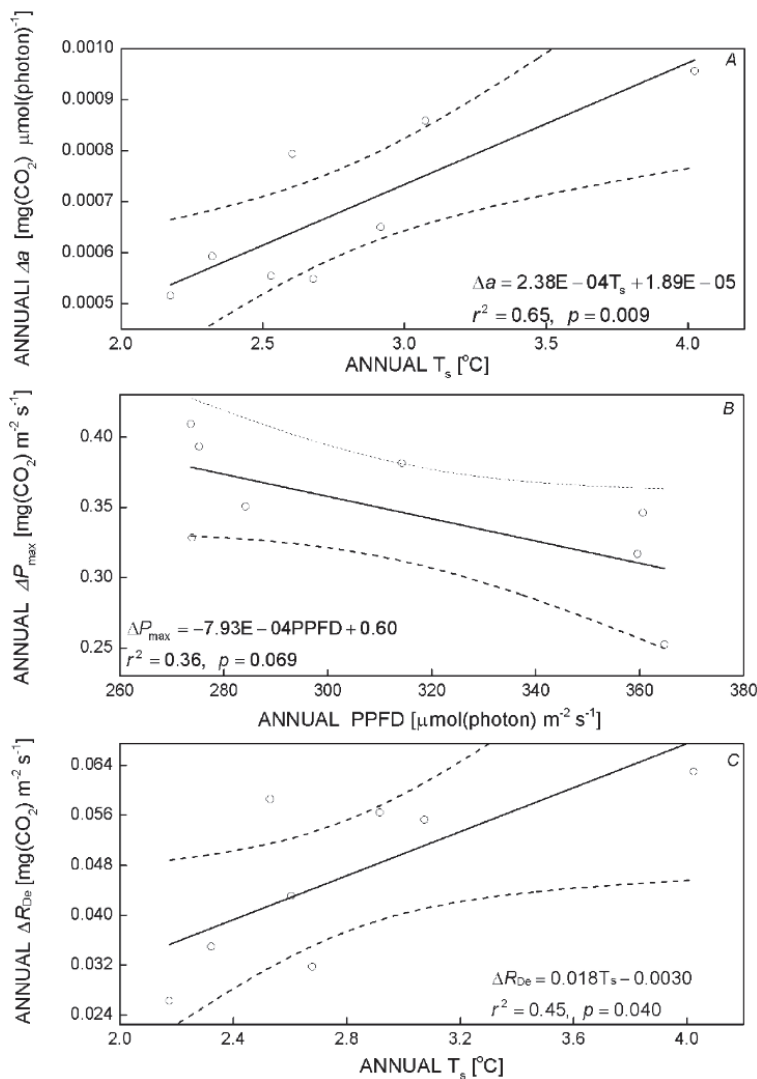 A
ANNUALl Δa [mg(CO₂) μmol(photon)⁻¹]
0.0010
0.0009
0.0008
0.0007
0.0006
0.0005
Δa = 2.38E − 04Tₛ + 1.89E − 05
r² = 0.65, p = 0.009
2.0 2.5 3.0 3.5 4.0
ANNUAL Tₛ [°C]
B
ANNUAL ΔPmax [mg(CO₂) m⁻² s⁻¹]
0.40
0.35
0.30
0.25
ΔPmax = −7.93E − 04PPFD + 0.60
r² = 0.36, p = 0.069
260 280 300 320 340 360 380
ANNUAL PPFD [μmol(photon) m⁻² s⁻¹]
C
ANNUAL ΔRDe [mg(CO₂) m⁻² s⁻¹]
0.064
0.056
0.048
0.040
0.032
0.024
ΔRDe = 0.018Tₛ − 0.0030
r² = 0.45, p = 0.040
2.0 2.4 2.8 3.2 3.6 4.0
ANNUAL Tₛ [°C]